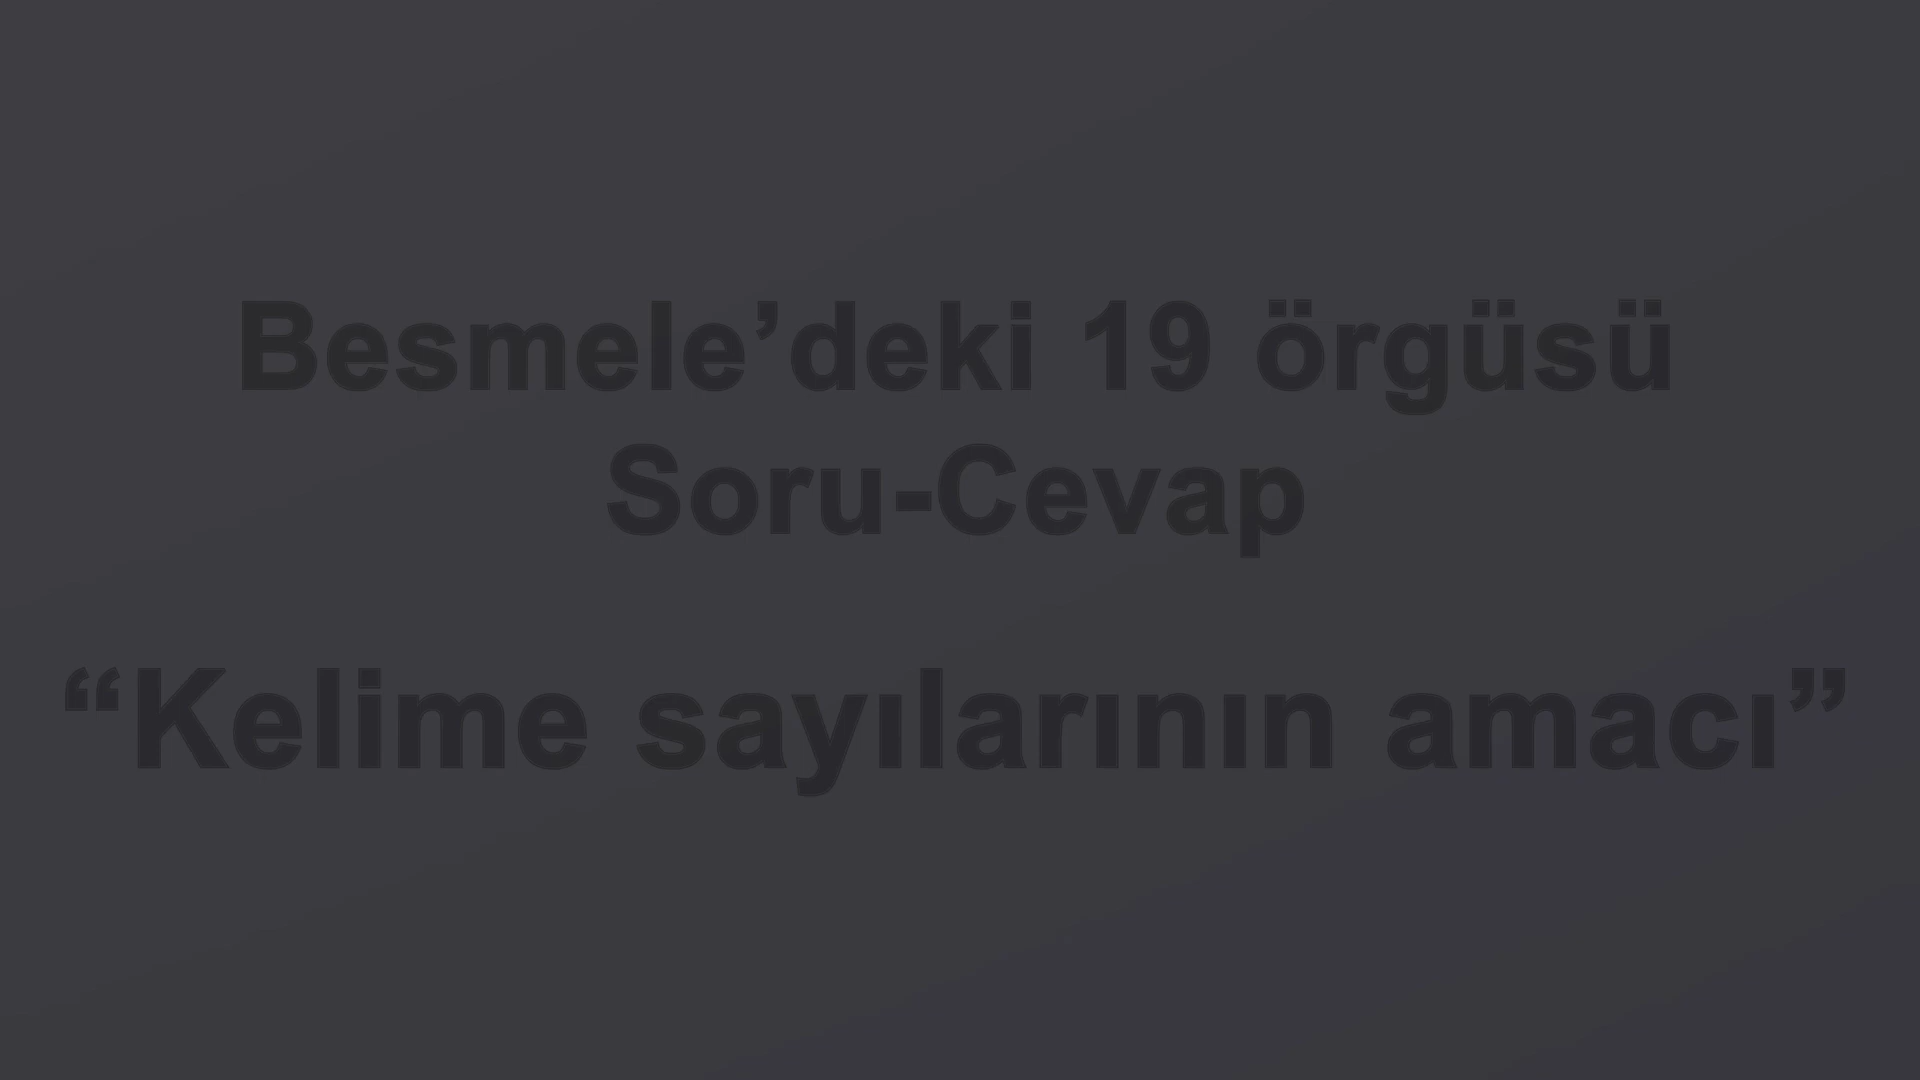 Besmele’deki 19 örgüsü
Soru-Cevap
“Kelime sayılarının amacı”